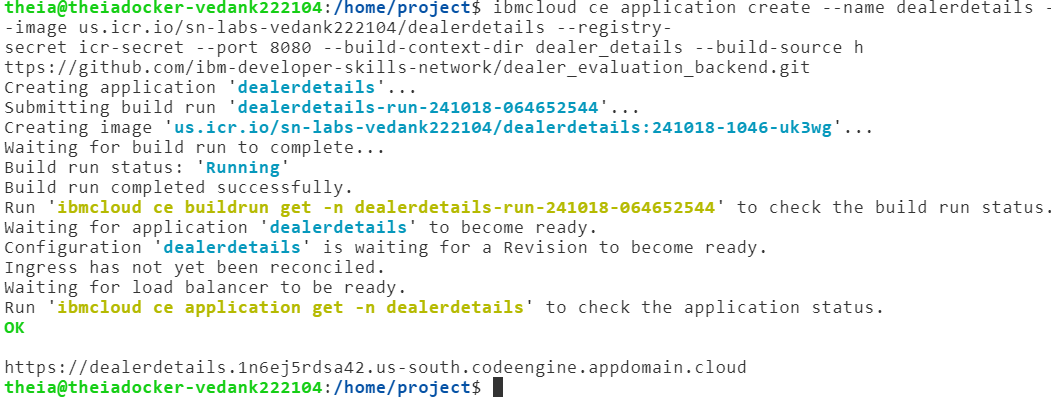 theia@theiadocker-vedank222104:/home/project$ ibmcloud ce application create --name dealerdetails -
-image us.icr.io/sn-labs-vedank222104/dealerdetails --registry-
secret icr-secret --port 8080 --build-context-dir dealer_details --build-source h
ttps://github.com/ibm-developer-skills-network/dealer_evaluation_backend.git
Creating application 'dealerdetails'...
Submitting build run 'dealerdetails-run-241018-064652544'...
Creating image 'us.icr.io/sn-labs-vedank222104/dealerdetails:241018-1046-uk3wg'...
Waiting for build run to complete...
Build run status: 'Running'
Build run completed successfully.
Run 'ibmcloud ce buildrun get -n dealerdetails-run-241018-064652544' to check the build run status.
Waiting for application 'dealerdetails' to become ready.
Configuration 'dealerdetails' is waiting for a Revision to become ready.
Ingress has not yet been reconciled.
Waiting for load balancer to be ready.
Run 'ibmcloud ce application get -n dealerdetails' to check the application status.
OK
https://dealerdetails.1n6ej5rdsa42.us-south.codeengine.appdomain.cloud
theia@theiadocker-vedank222104:/home/project$